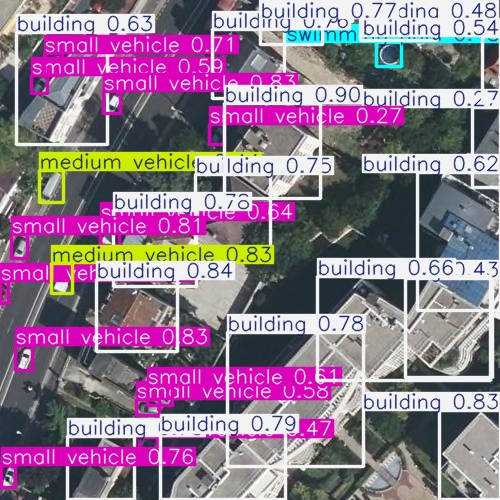 building 0.77
0.48
building 0.63
building 0.54
small vehicle 0.71
small vehicle 0.59
small vehicle 0.83
building 0.90
building 0.27
small vehicle 0.27
medium vehicle
building 0.75
building 0.62
building 0.78
0.64
small vehicle 0.81
medium vehicle 0.83
building 0.84
building 0.66
0.43
building 0.78
small vehicle 0.83
small vehicle 0.61
0.58
building 0.83
building
building 0.79
0.47
small vehicle 0.76